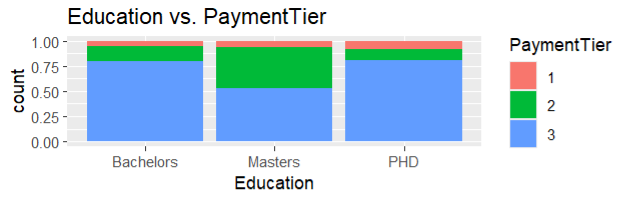 Education vs. PaymentTier
1.00
0.75
0.50
0.25
0.00
count
Bachelors Masters PHD
Education
PaymentTier
1
2
3